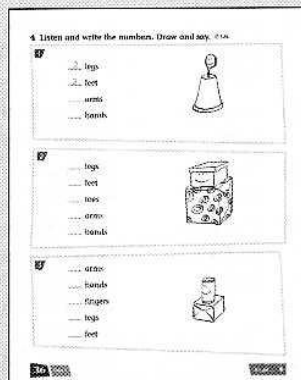 4 Listen and write the numbers. Draw and say.
1
2 legs
2 feet
arms
hands
2
legs
feet
toes
arms
hands
3
arms
hands
fingers
legs
feet
36